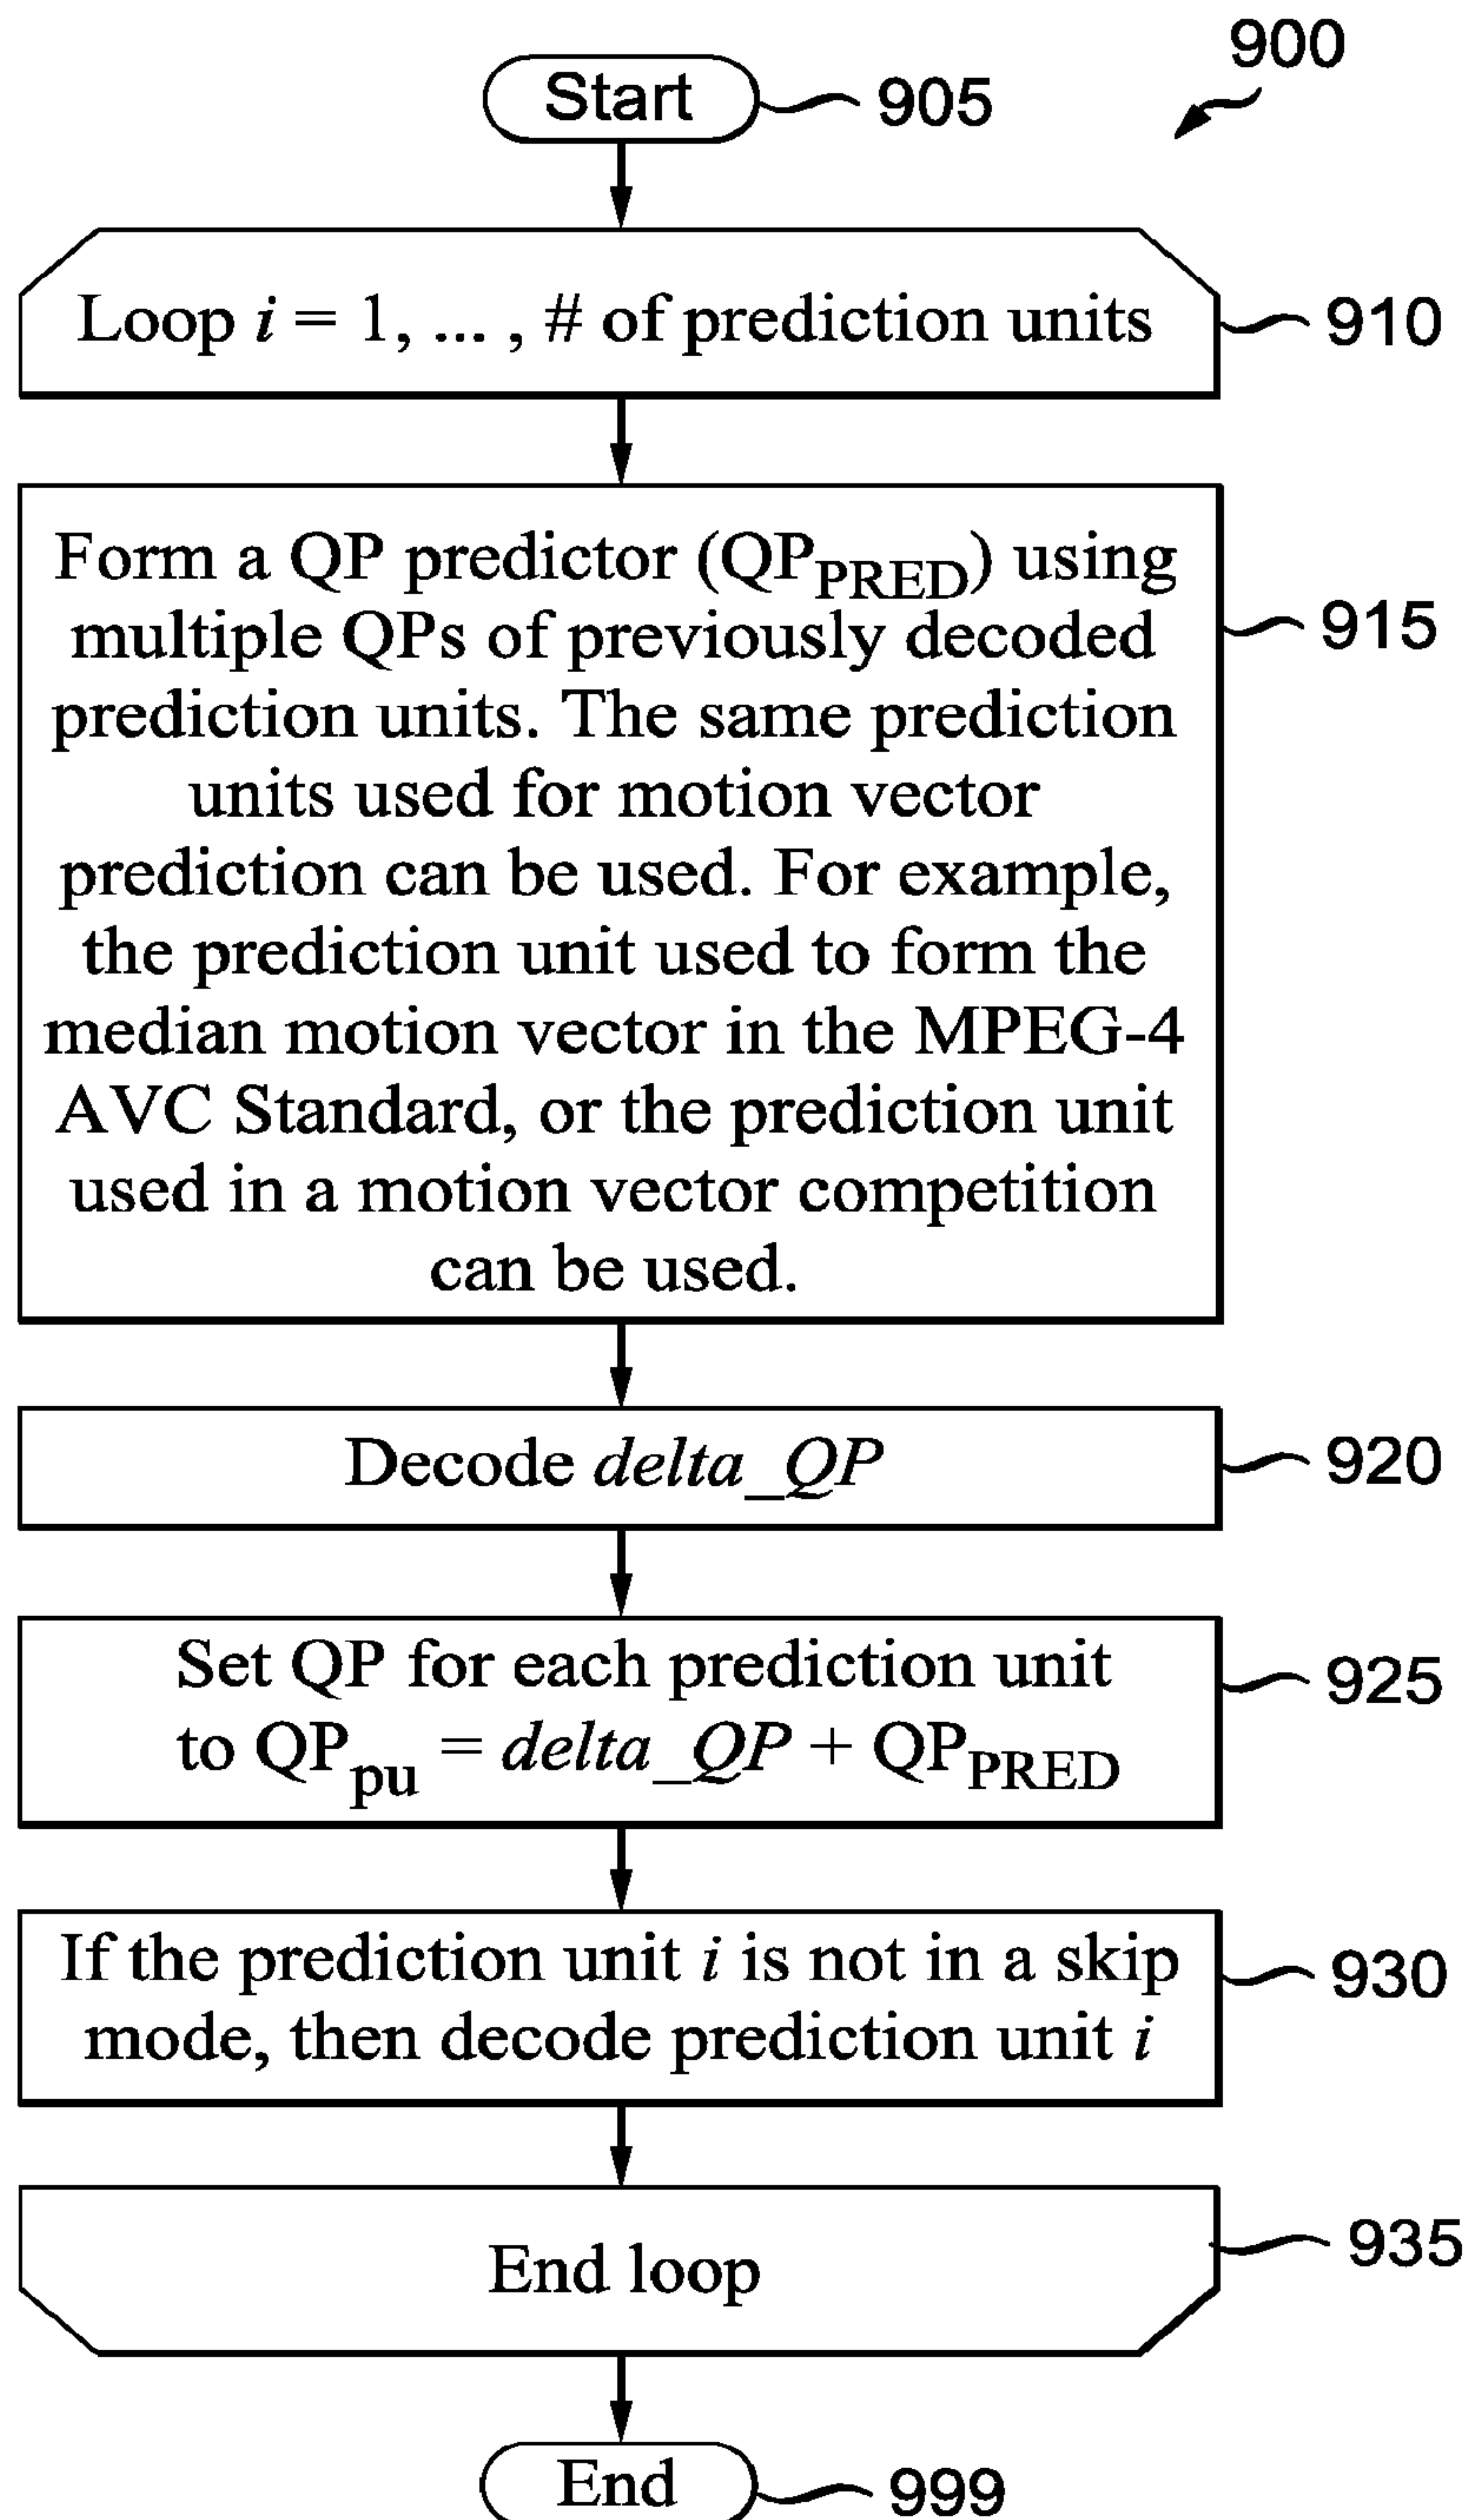 900
Start
905
Loop i = 1, ... , # of prediction units
910
Form a QP predictor (QPPRED) using
multiple QPs of previously decoded
prediction units. The same prediction
units used for motion vector
prediction can be used. For example,
the prediction unit used to form the
median motion vector in the MPEG-4
AVC Standard, or the prediction unit
used in a motion vector competition
can be used.
915
Decode delta_QP
920
Set QP for each prediction unit
to QPpu = delta_QP + QPPRED
925
If the prediction unit i is not in a skip
mode, then decode prediction unit i
930
End loop
935
End
999